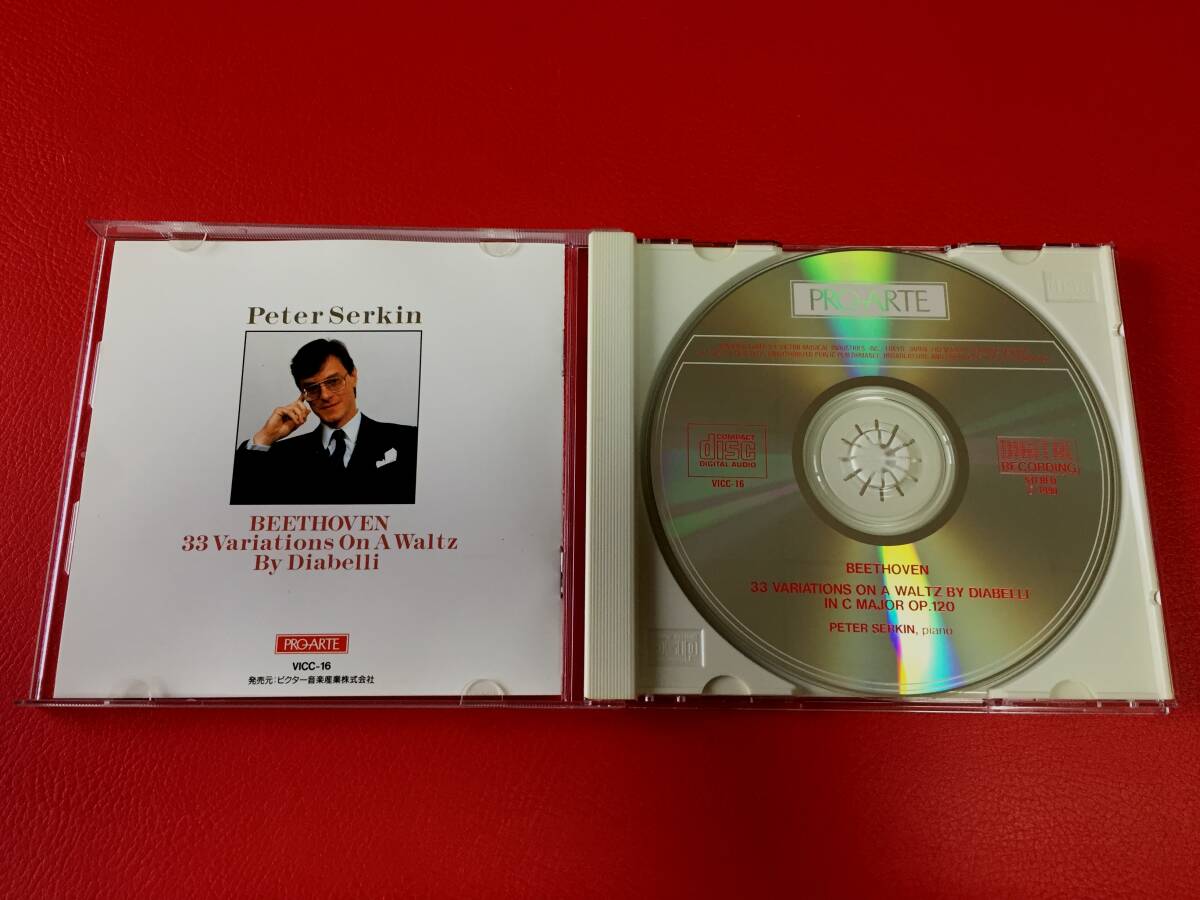 Peter Serkin
BEETHOVEN
33 Variations On A Waltz
By Diabelli
PRO-ARTE
VICC-16
発売元:ビクター音楽産業株式会社
PRO-ARTE
COMPACT
disc
DIGITAL AUDIO
VICC-16
DIGITAL
RECORDING
STEREO
BEETHOVEN
33 VARIATIONS ON A WALTZ BY DIABELLI
IN C MAJOR OP.120
PETER SERKIN, piano